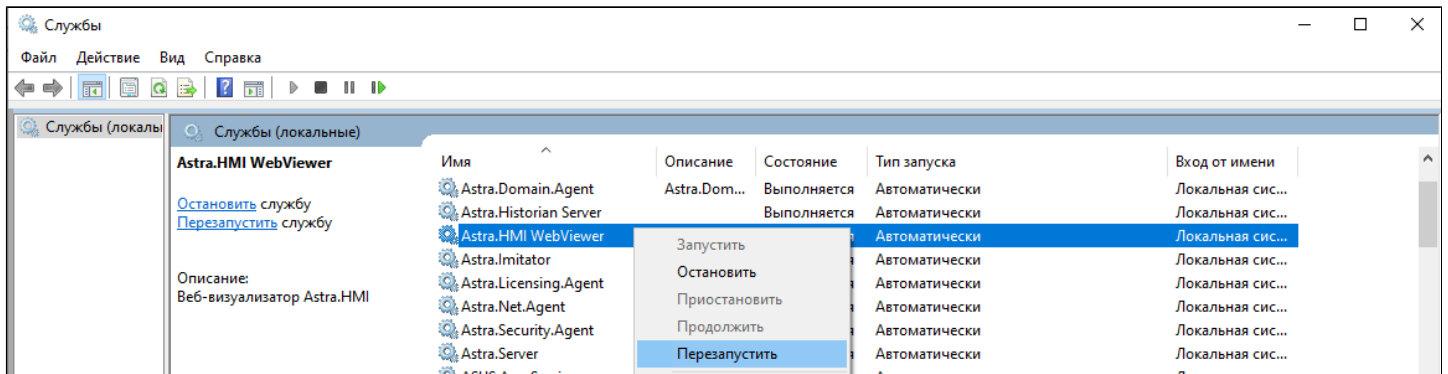 Службы
Файл Действие Вид Справка
Службы (локалы
Службы (локальные)
Astra.HMI WebViewer
Остановить службу
Перезапустить службу
Описание:
Веб-визуализатор Astra.HMI
Имя Описание Состояние Тип запуска Вход от имени
Astra.Domain.Agent Astra.Dom... Выполняется Автоматически Локальная сис...
Astra.Historian Server Выполняется Автоматически Локальная сис...
Astra.HMI WebViewer Автоматически Локальная сис...
Astra.Imitator Автоматически Локальная сис...
Astra.Licensing.Agent Автоматически Локальная сис...
Astra.Net.Agent Автоматически Локальная сис...
Astra.Security.Agent Автоматически Локальная сис...
Astra.Server Автоматически Локальная сис...
Запустить
Остановить
Приостановить
Продолжить
Перезапустить